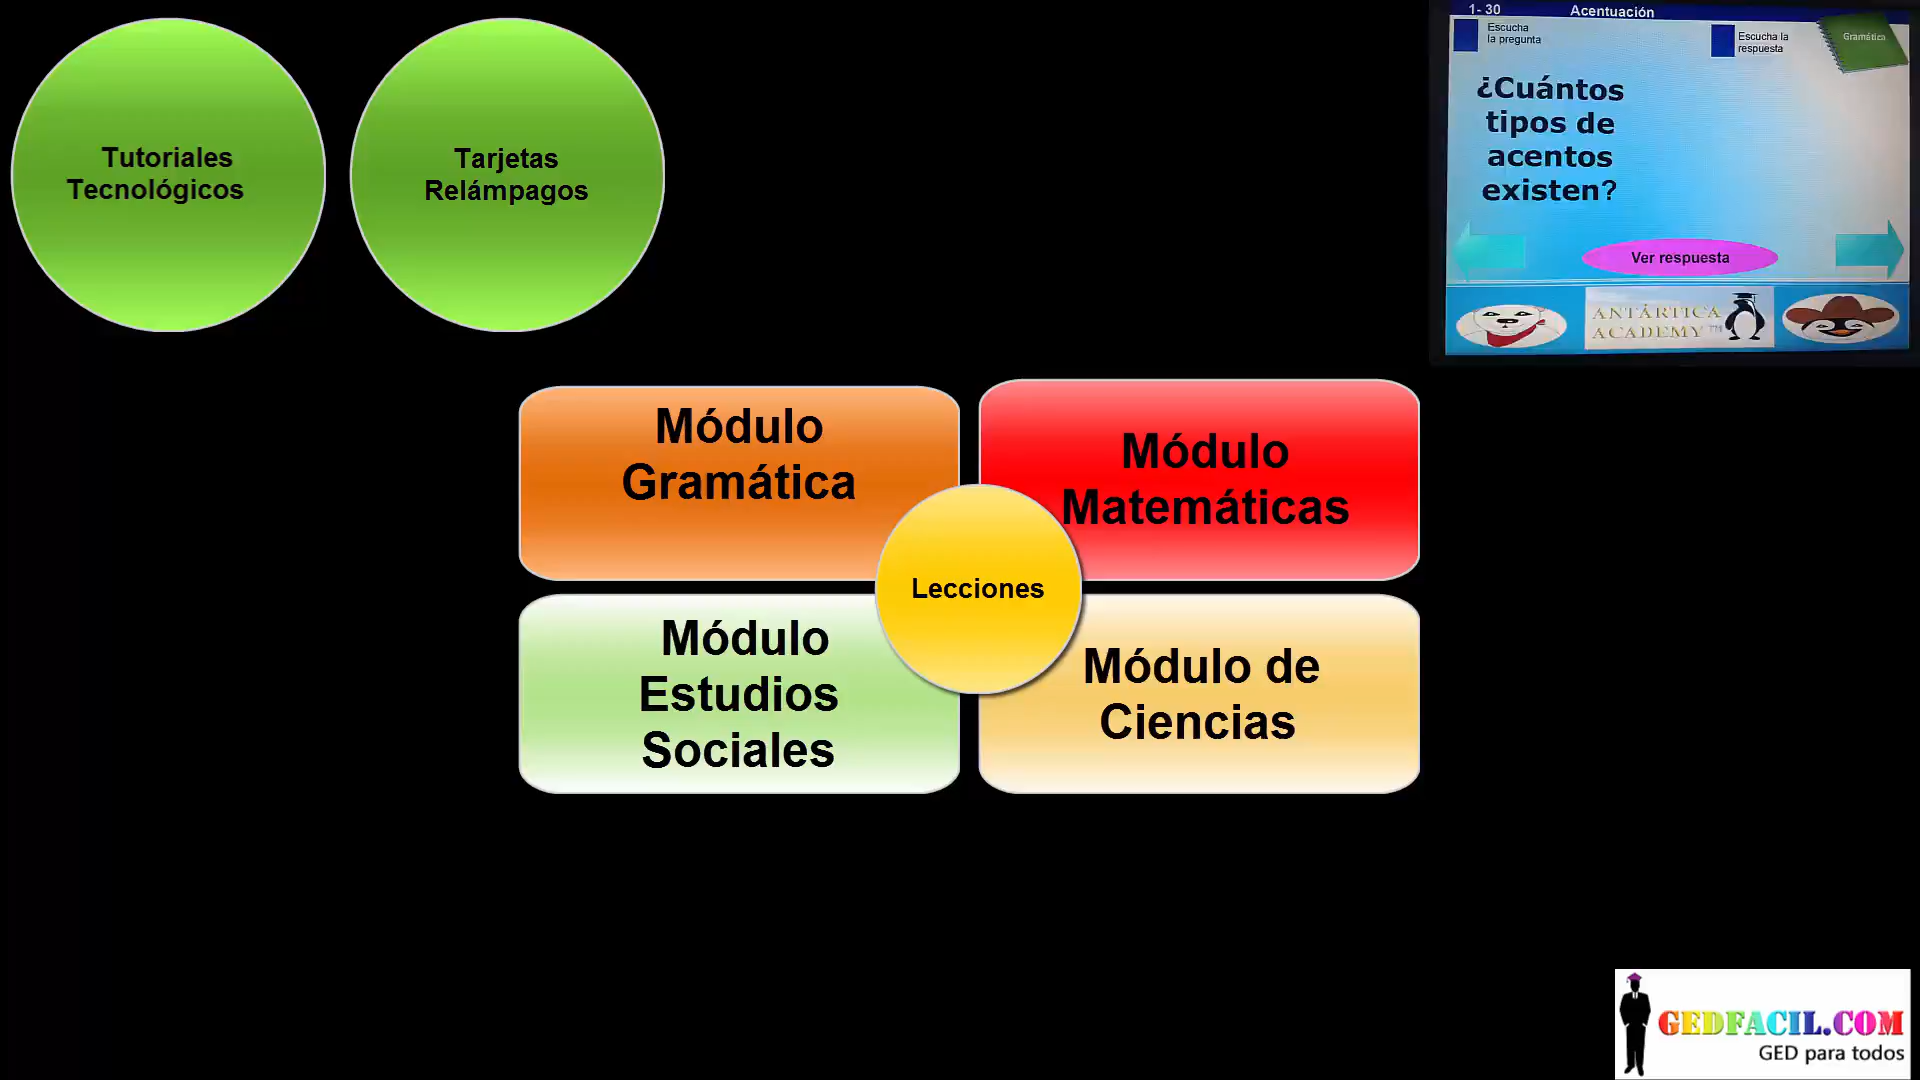 Tutoriales
Tecnológicos
Tarjetas
Relámpagos
1- 30
Acentuación
Escucha
la pregunta
Escucha la
respuesta
Gramática
¿Cuántos
tipos de
acentos
existen?
Ver respuesta
ANTÁRTICA
ACADEMY™
Módulo
Gramática
Módulo
Matemáticas
Lecciones
Módulo
Estudios
Sociales
Módulo de
Ciencias
GEDFACIL.COM
GED para todos